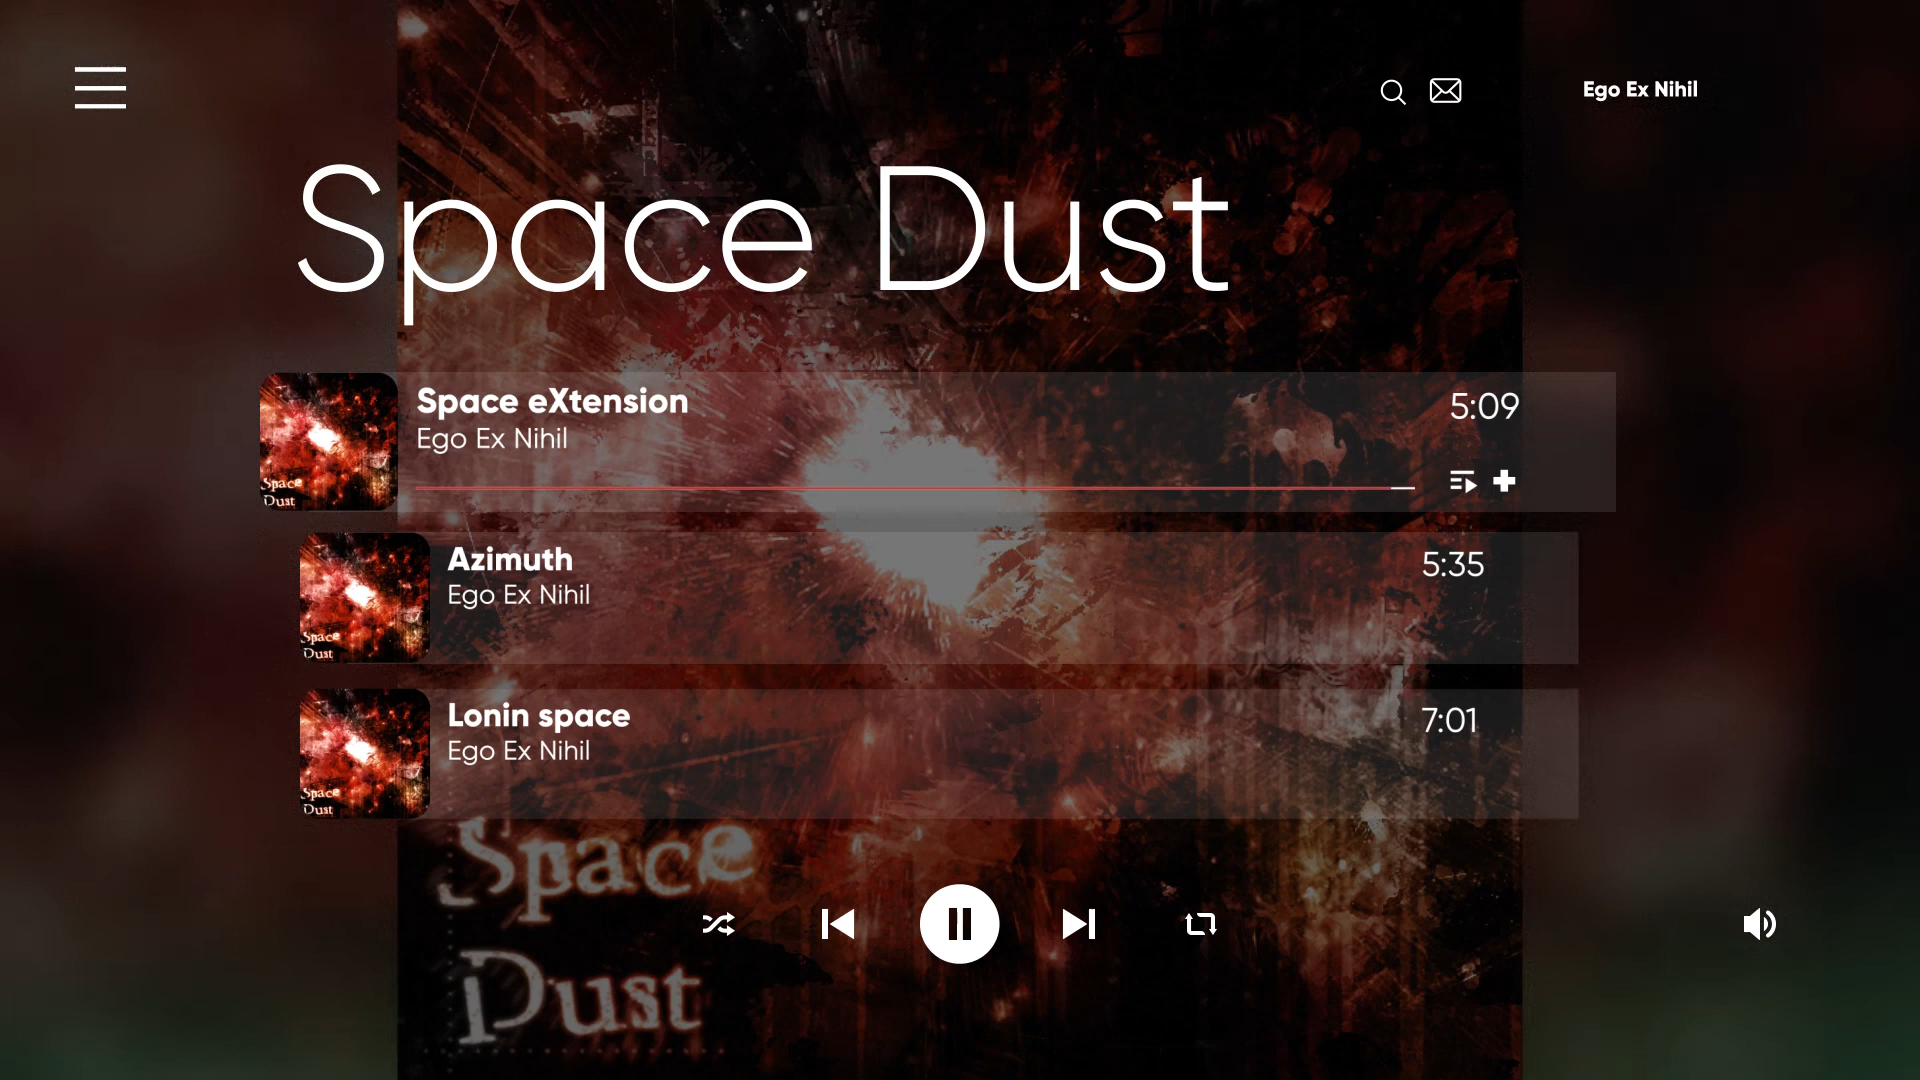 Ego Ex Nihil
Space Dust
Space eXtension
5:09
Ego Ex Nihil
Space
Dust
Azimuth
5:35
Ego Ex Nihil
Space
Dust
Lonin space
7:01
Ego Ex Nihil
Space
Dust
Space
Dust